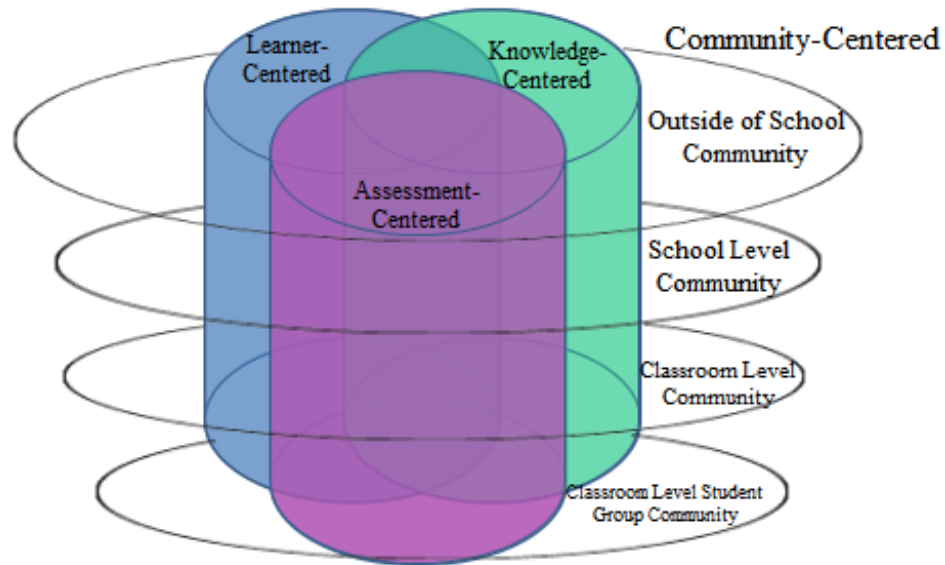 Learner-
Centered
Knowledge-
Centered
Community-Centered
Outside of School
Community
Assessment-
Centered
School Level
Community
Classroom Level
Community
Classroom Level Student
Group Community